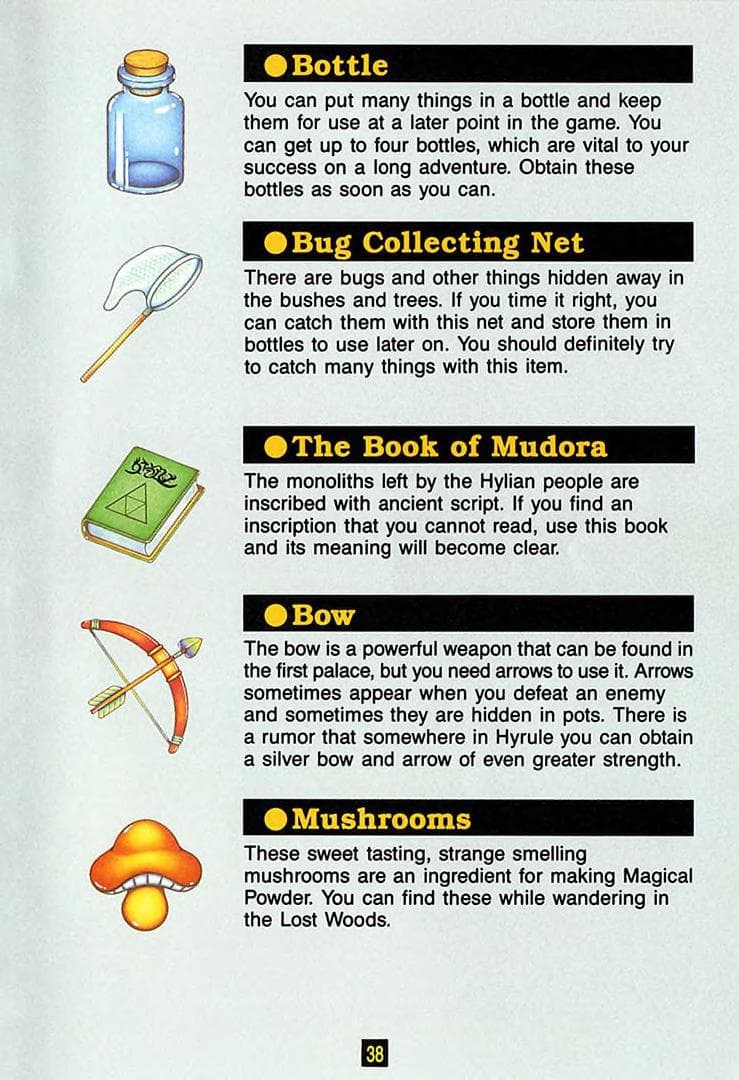 ●Bottle
You can put many things in a bottle and keep
them for use at a later point in the game. You
can get up to four bottles, which are vital to your
success on a long adventure. Obtain these
bottles as soon as you can.
●Bug Collecting Net
There are bugs and other things hidden away in
the bushes and trees. If you time it right, you
can catch them with this net and store them in
bottles to use later on. You should definitely try
to catch many things with this item.
●The Book of Mudora
The monoliths left by the Hylian people are
inscribed with ancient script. If you find an
inscription that you cannot read, use this book
and its meaning will become clear.
●Bow
The bow is a powerful weapon that can be found in
the first palace, but you need arrows to use it. Arrows
sometimes appear when you defeat an enemy
and sometimes they are hidden in pots. There is
a rumor that somewhere in Hyrule you can obtain
a silver bow and arrow of even greater strength.
●Mushrooms
These sweet tasting, strange smelling
mushrooms are an ingredient for making Magical
Powder. You can find these while wandering in
the Lost Woods.
38